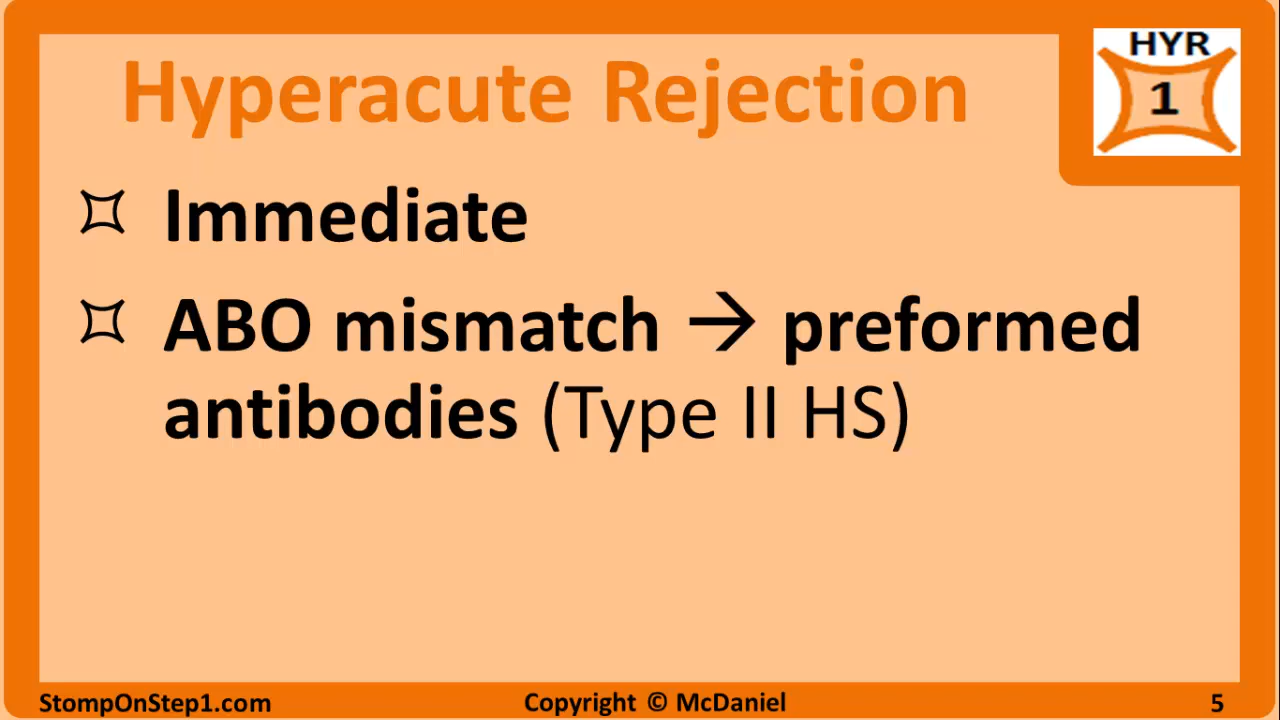 Hyperacute Rejection
HYR
1
¤ Immediate
¤ ABO mismatch → preformed
antibodies (Type II HS)
StompOnStep1.com
Copyright © McDaniel
5